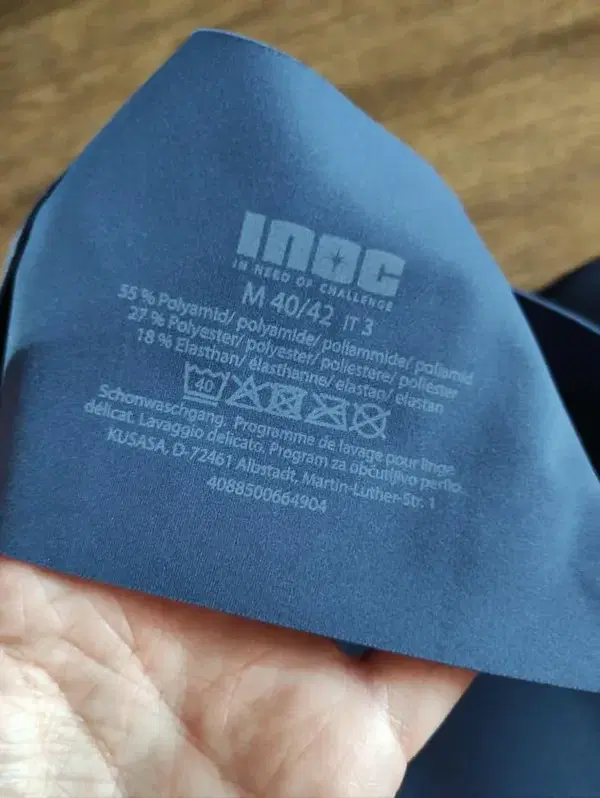 INOC
IN NEED OF CHALLENGE
M 40/42 IT 3
55 % Polyamid/ polyamide/ poliammide/ poliamid
27 % Polyester/ polyester/ poliestere/ poliester
18 % Elasthan/ élasthanne/ elastan/ elastan
40
Schonwaschgang. Programme de lavage pour linge
délicat. Lavaggio delicato. Program za občutljivo perilo.
KUSASA, D-72461 Albstadt, Martin-Luther-Str. 1
4088500664904